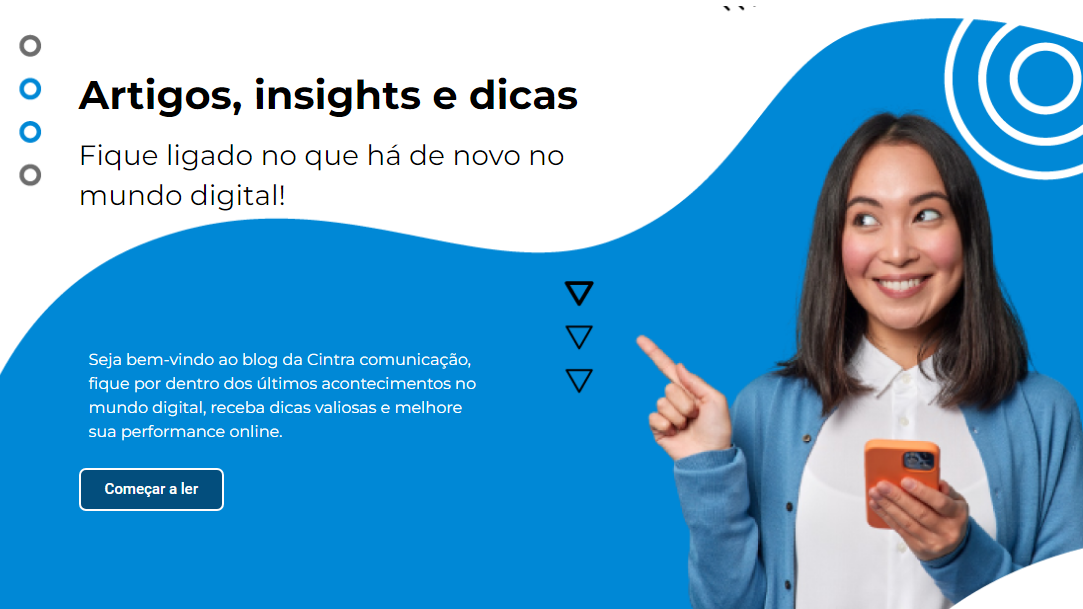 Artigos, insights e dicas
Fique ligado no que há de novo no
mundo digital!
Seja bem-vindo ao blog da Cintra comunicação,
fique por dentro dos últimos acontecimentos no
mundo digital, receba dicas valiosas e melhore
sua performance online.
Começar a ler